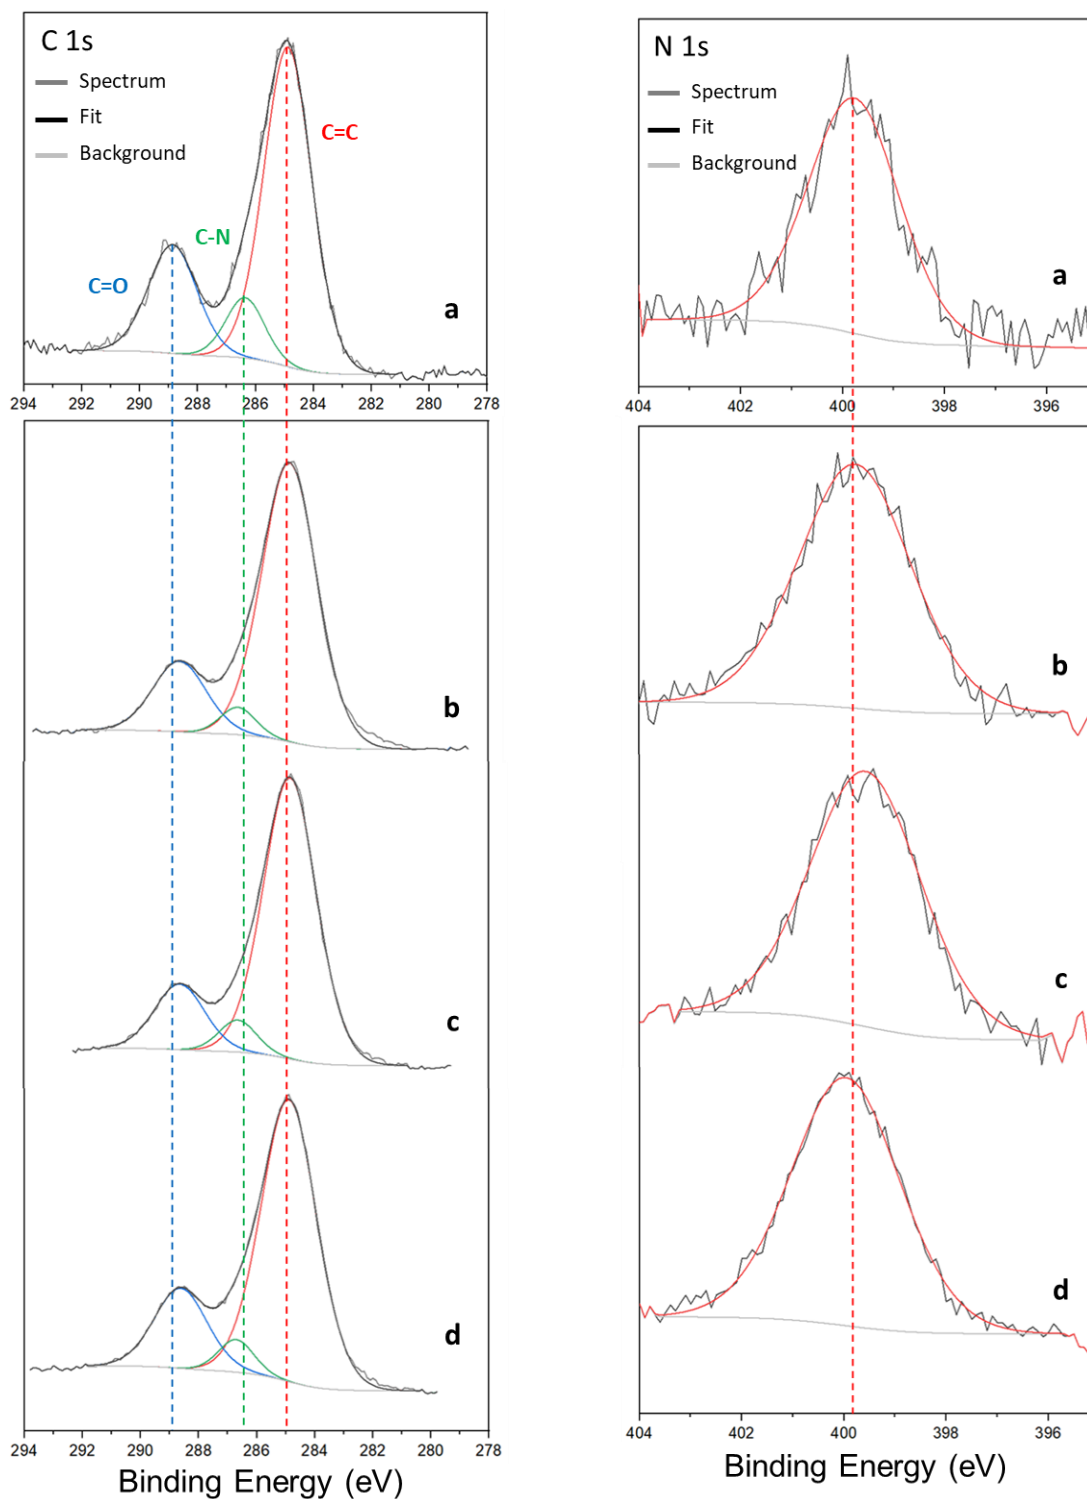 C 1s
Spectrum
Fit
Background
C=C
C-N
C=O
a
294 292 290 288 286 284 282 280 278
b
c
d
294 292 290 288 286 284 282 280 278
Binding Energy (eV)
N 1s
Spectrum
Fit
Background
a
404 402 400 398 396
b
c
d
404 402 400 398 396
Binding Energy (eV)